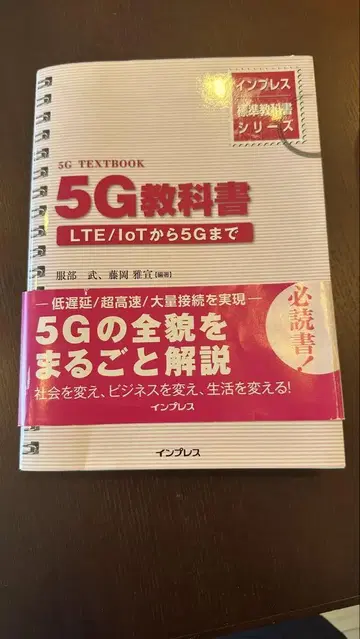 インプレス
標準教科書
シリーズ
5G TEXTBOOK
5G教科書
LTE/IoTから5Gまで
服部 武、藤岡 雅宣【編著】
必読書!
─ 低遅延/超高速/大量接続を実現 ─
5Gの全貌を
まるごと解説
社会を変え、ビジネスを変え、生活を変える!
インプレス
インプレス